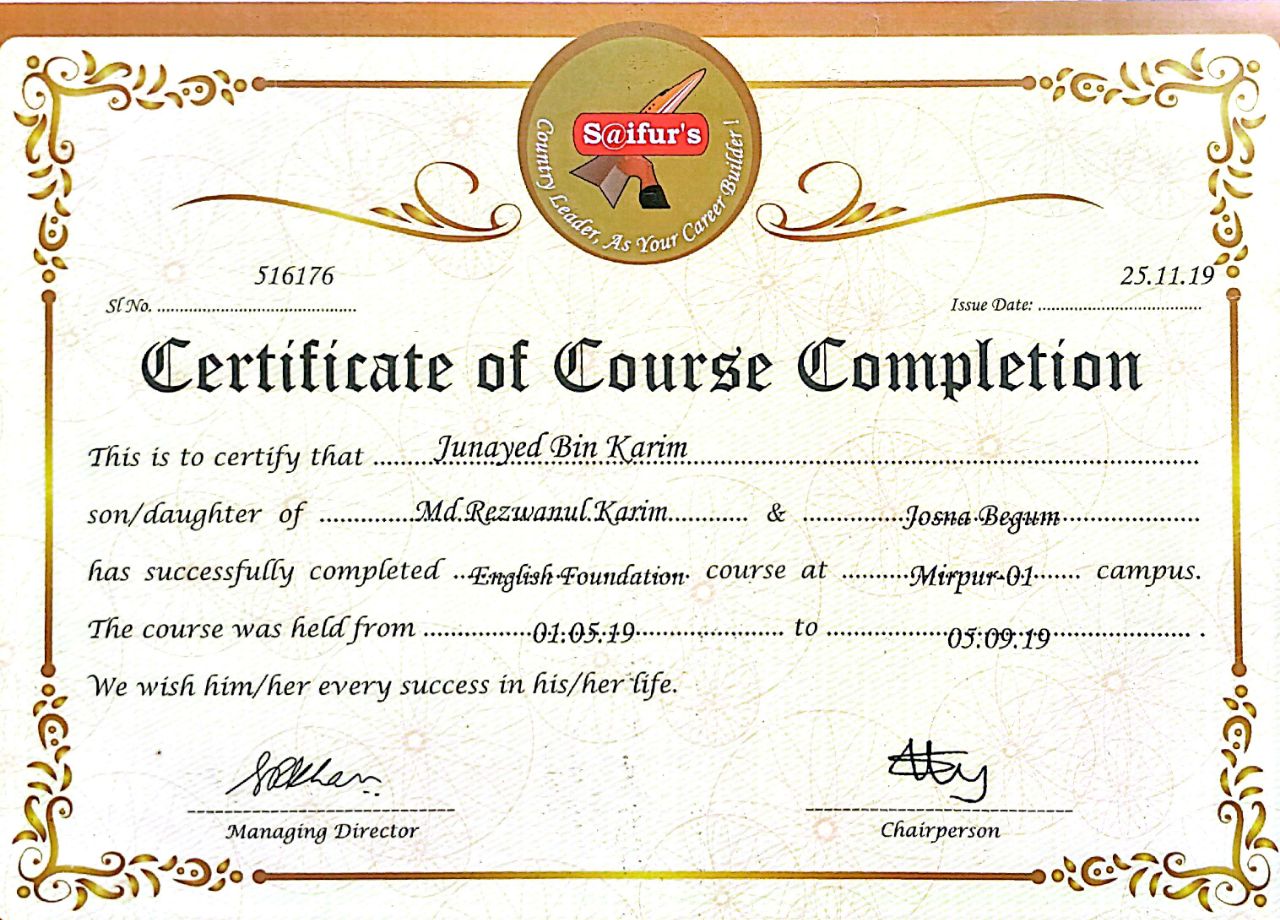 S@ifur's
Country Leader, As Your Career Builder !
516176
25.11.19
Sl No. ..........................................
Issue Date: ...................................
Certificate of Course Completion
This is to certify that Junayed Bin Karim
son/daughter of Md.Rezwanul Karim & Josna Begum
has successfully completed English Foundation course at Mirpur-01 campus.
The course was held from 01.05.19 to 05.09.19 .
We wish him/her every success in his/her life.
Managing Director
Chairperson